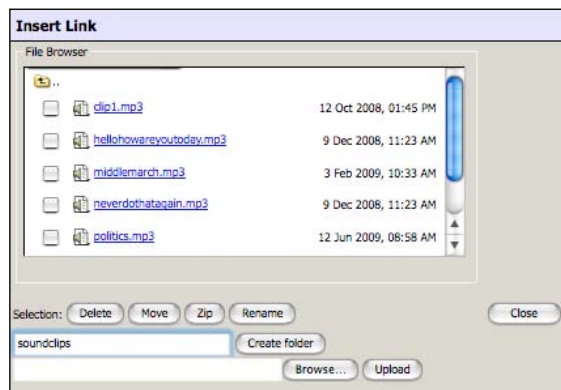 Insert Link
File Browser
..
clip1.mp3 12 Oct 2008, 01:45 PM
hellohowareyoutoday.mp3 9 Dec 2008, 11:23 AM
middlemarch.mp3 3 Feb 2009, 10:33 AM
neverdothatagain.mp3 9 Dec 2008, 11:23 AM
politics.mp3 12 Jun 2009, 08:58 AM
Selection: Delete Move Zip Rename Close
soundclips Create folder
Browse... Upload